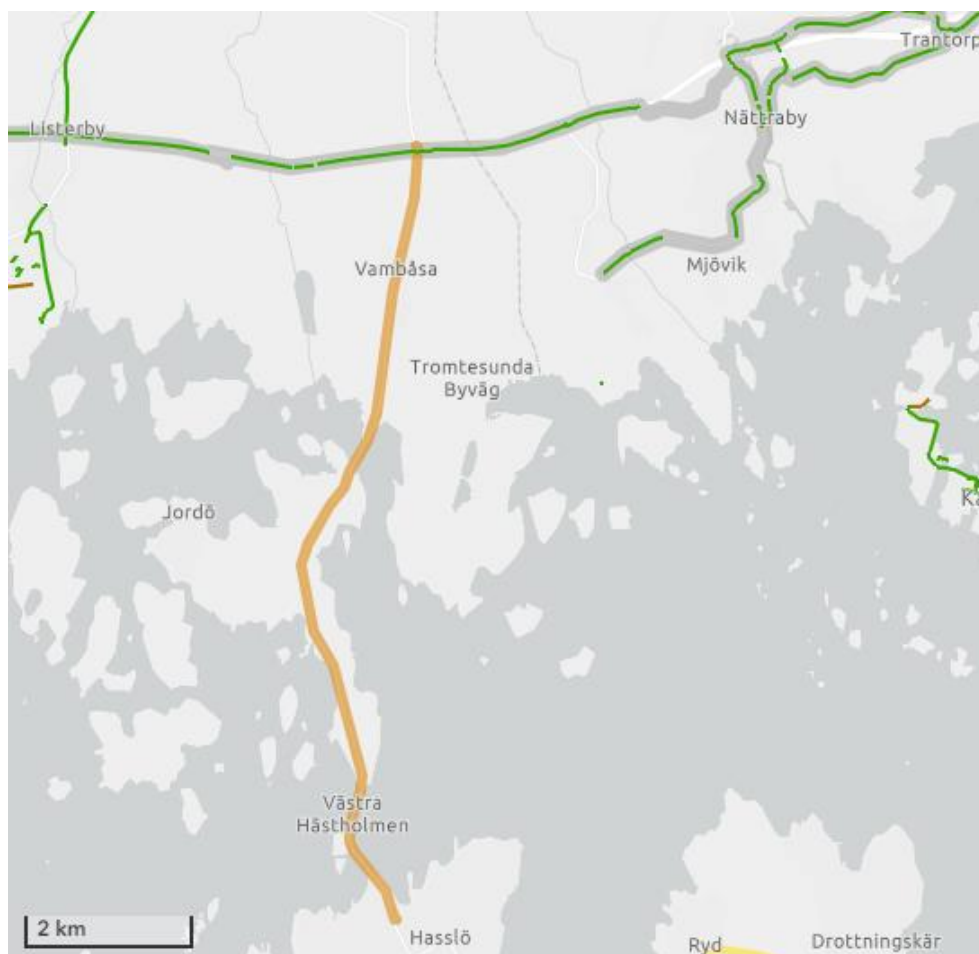 Trantorp
Listerby
Nättraby
Vambåsa
Mjövik
Tromtesunda
Byväg
Jordö
Västra
Hästholmen
2 km
Hasslö
Ryd
Drottningskär